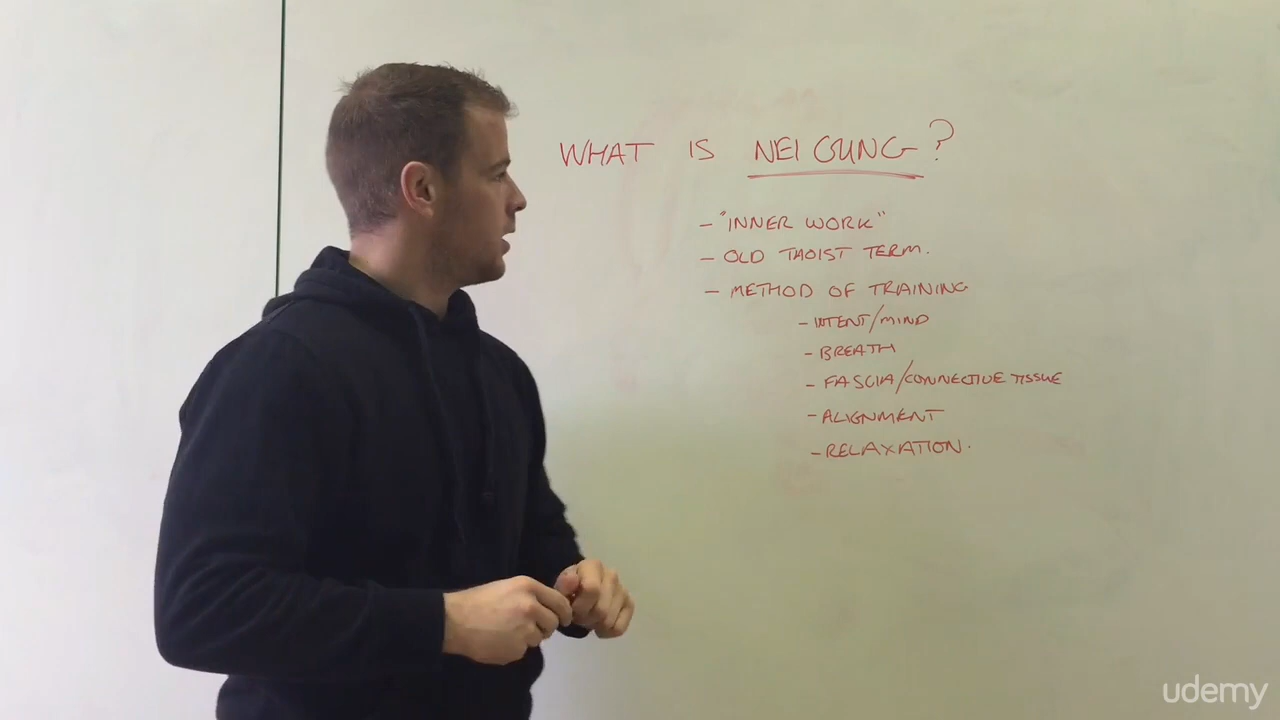 WHAT IS NEI GUNG?
- "INNER WORK"
- OLD TAOIST TERM.
- METHOD OF TRAINING
- INTENT/MIND
- BREATH
- FASCIA/CONNECTIVE TISSUE
- ALIGNMENT
- RELAXATION.
udemy